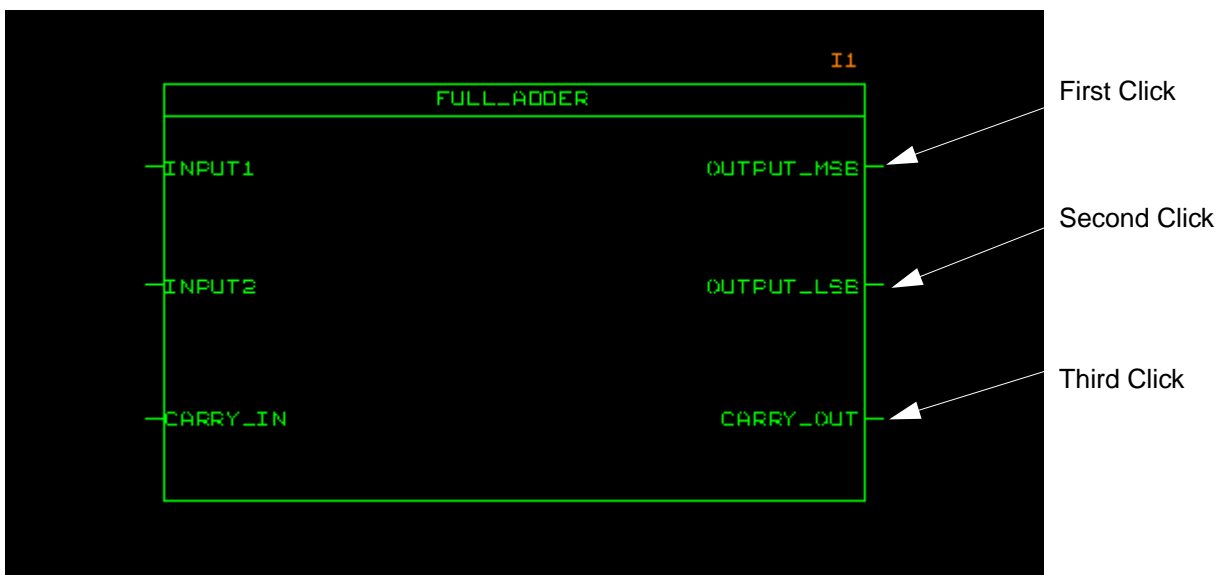 I1
FULL_ADDER
First Click
INPUT1 OUTPUT_MSB
Second Click
INPUT2 OUTPUT_LSB
Third Click
CARRY_IN CARRY_OUT